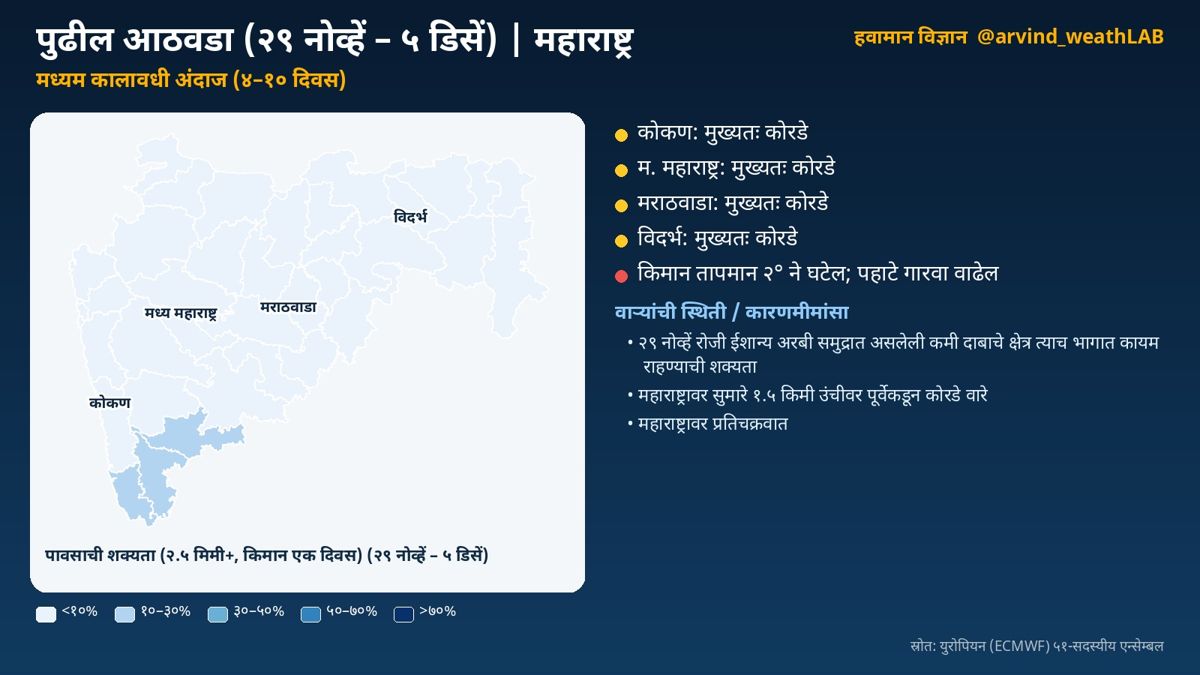 पुढील आठवडा (२९ नोव्हें – ५ डिसें) | महाराष्ट्र
हवामान विज्ञान @arvind_weathLAB
मध्यम कालावधी अंदाज (४–१० दिवस)
विदर्भ
मध्य महाराष्ट्र
मराठवाडा
कोकण
पावसाची शक्यता (२.५ मिमी+, किमान एक दिवस) (२९ नोव्हें – ५ डिसें)
<१०% १०–३०% ३०–५०% ५०–७०% >७०%
कोकण: मुख्यतः कोरडे
म. महाराष्ट्र: मुख्यतः कोरडे
मराठवाडा: मुख्यतः कोरडे
विदर्भ: मुख्यतः कोरडे
किमान तापमान २° ने घटेल; पहाटे गारवा वाढेल
वाऱ्यांची स्थिती / कारणमीमांसा
• २९ नोव्हें रोजी ईशान्य अरबी समुद्रात असलेली कमी दाबाचे क्षेत्र त्याच भागात कायम
राहण्याची शक्यता
• महाराष्ट्रावर सुमारे १.५ किमी उंचीवर पूर्वेकडून कोरडे वारे
• महाराष्ट्रावर प्रतिचक्रवात
स्रोत: युरोपियन (ECMWF) ५१-सदस्यीय एन्सेम्बल